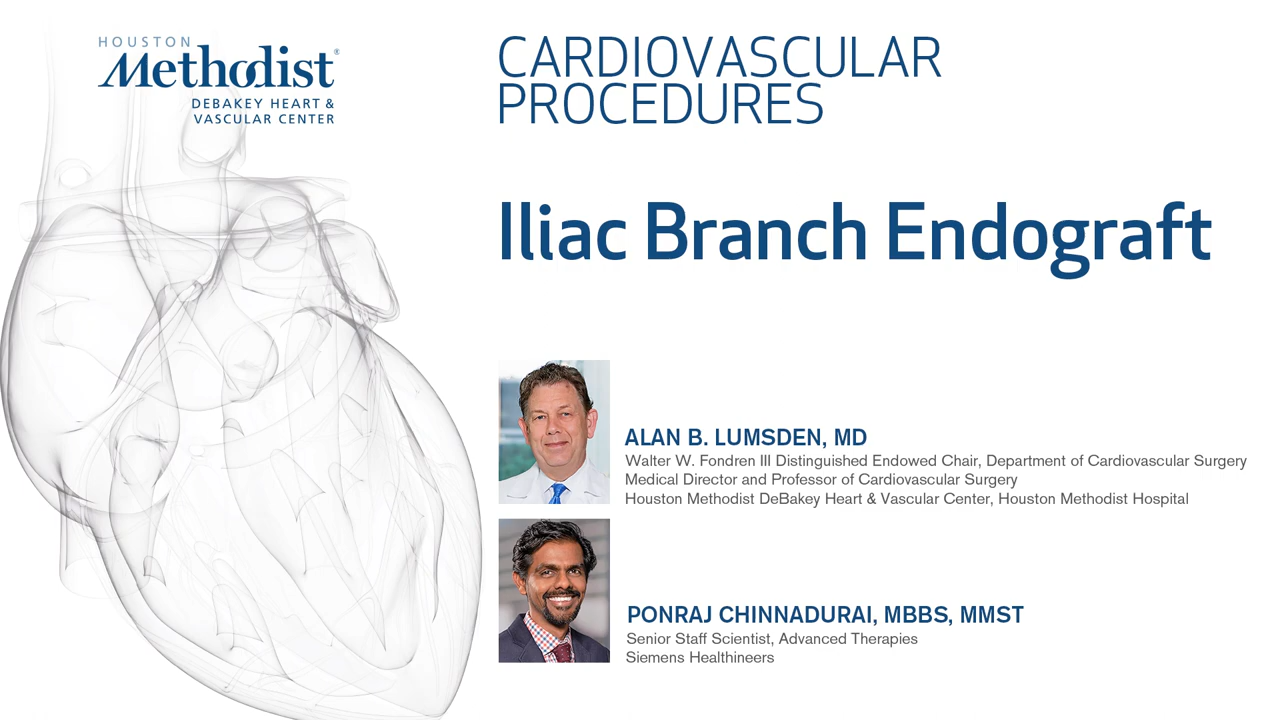 HOUSTON
Methodist®
DEBAKEY HEART &
VASCULAR CENTER
CARDIOVASCULAR
PROCEDURES
Iliac Branch Endograft
ALAN B. LUMSDEN, MD
Walter W. Fondren III Distinguished Endowed Chair, Department of Cardiovascular Surgery
Medical Director and Professor of Cardiovascular Surgery
Houston Methodist DeBakey Heart & Vascular Center, Houston Methodist Hospital
PONRAJ CHINNADURAI, MBBS, MMST
Senior Staff Scientist, Advanced Therapies
Siemens Healthineers